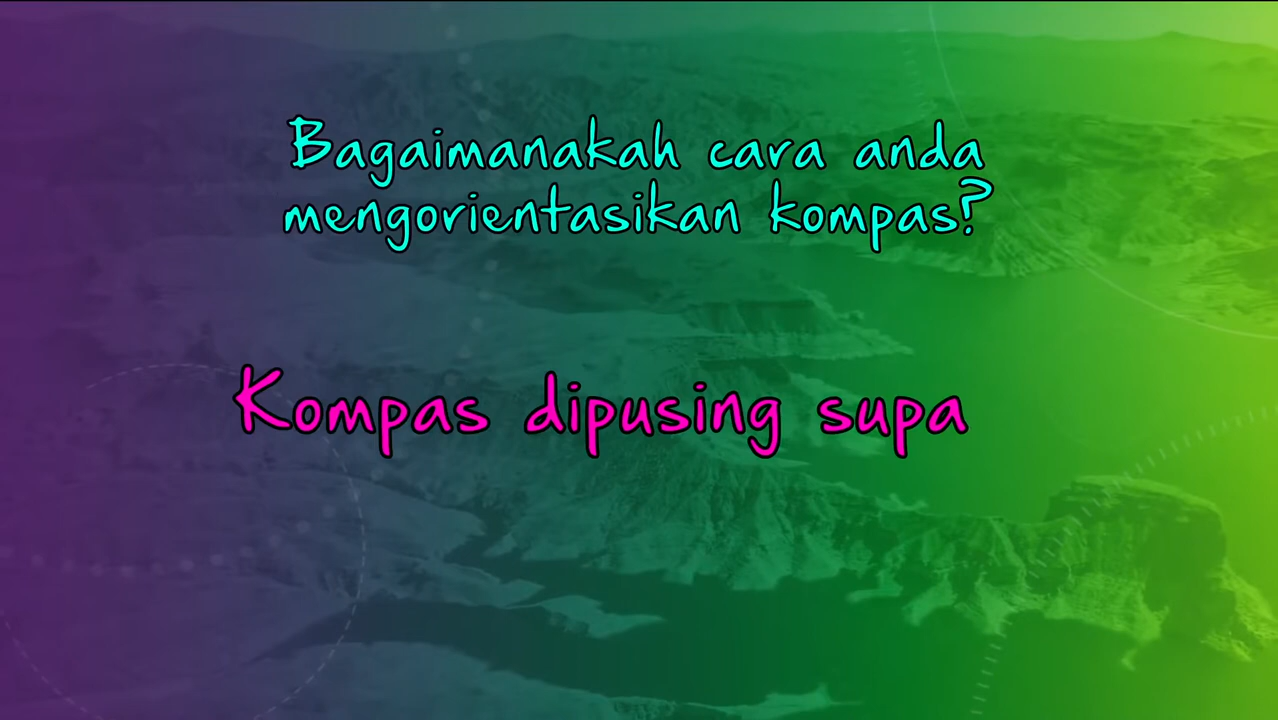 Bagaimanakah cara anda
mengorientasikan kompas?
Kompas dipusing supa